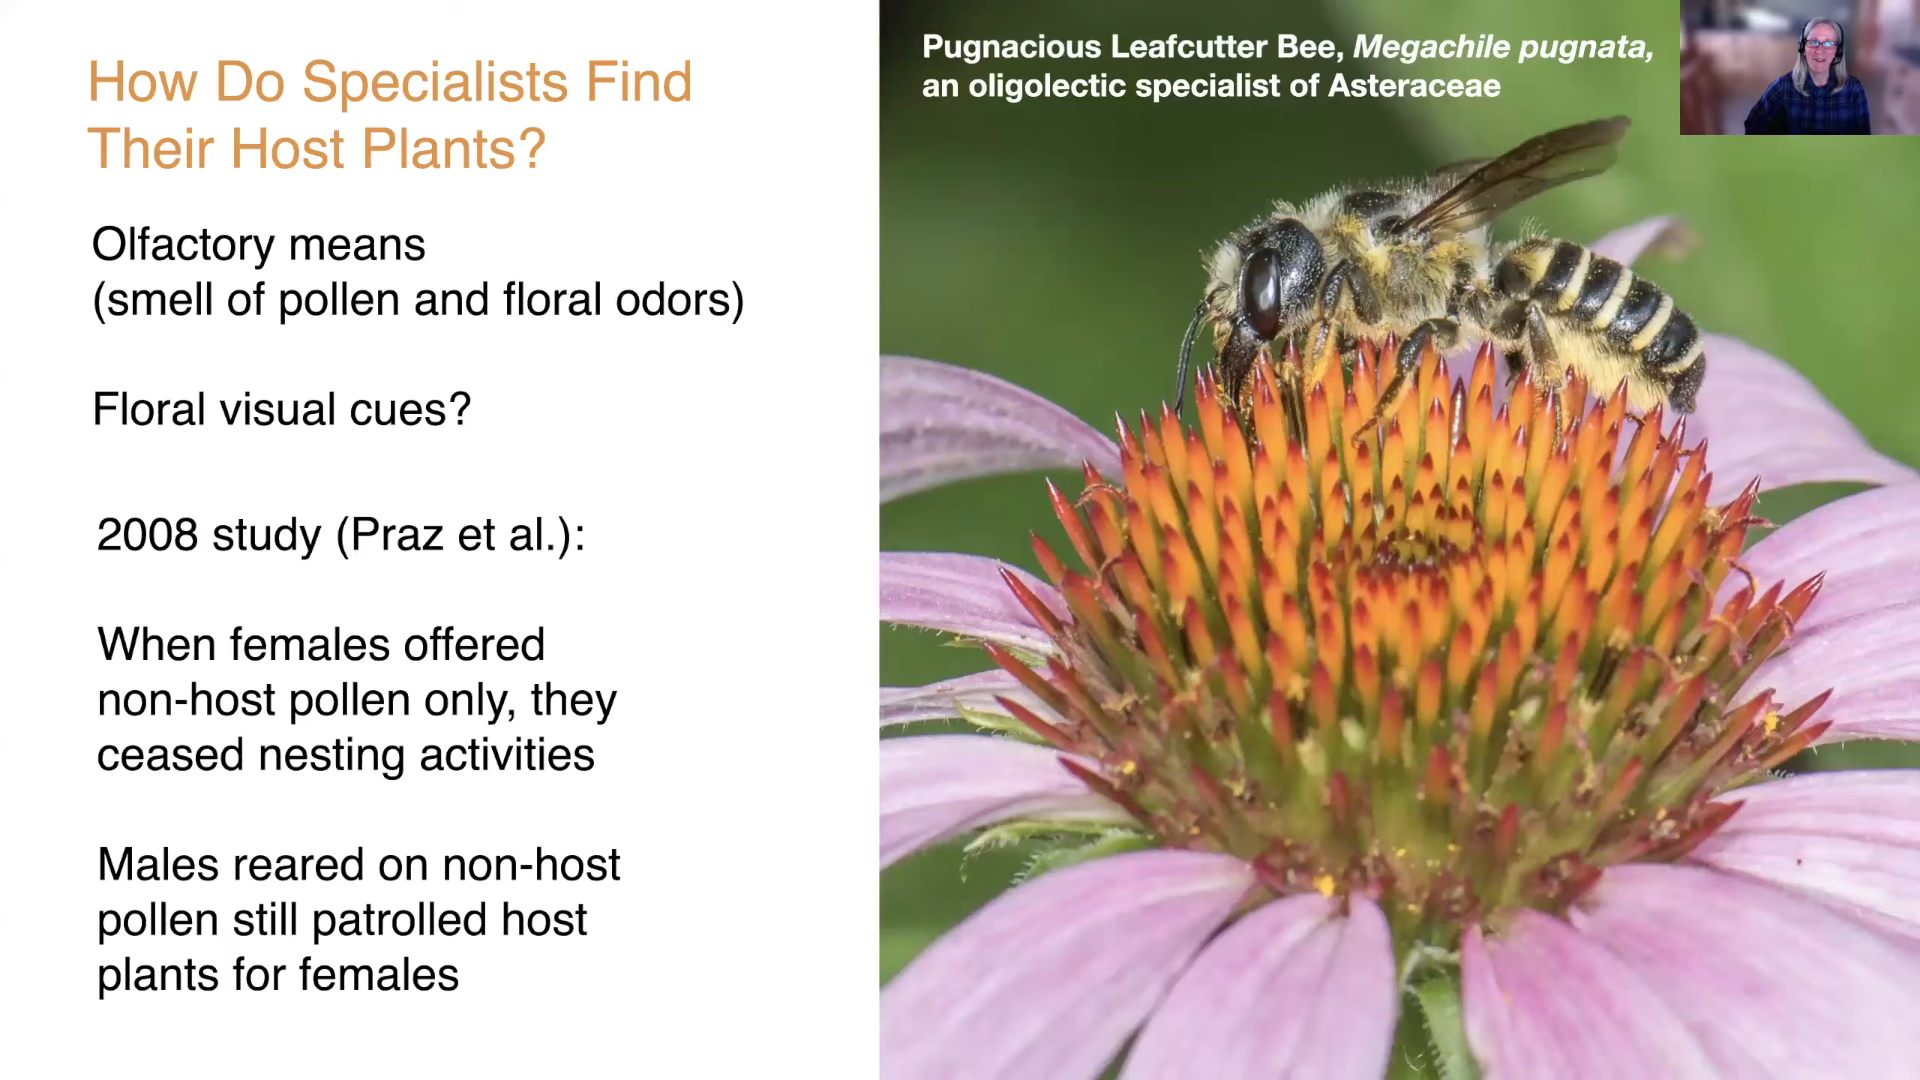 How Do Specialists Find
Their Host Plants?
Olfactory means
(smell of pollen and floral odors)
Floral visual cues?
2008 study (Praz et al.):
When females offered
non-host pollen only, they
ceased nesting activities
Males reared on non-host
pollen still patrolled host
plants for females
Pugnacious Leafcutter Bee, Megachile pugnata,
an oligolectic specialist of Asteraceae